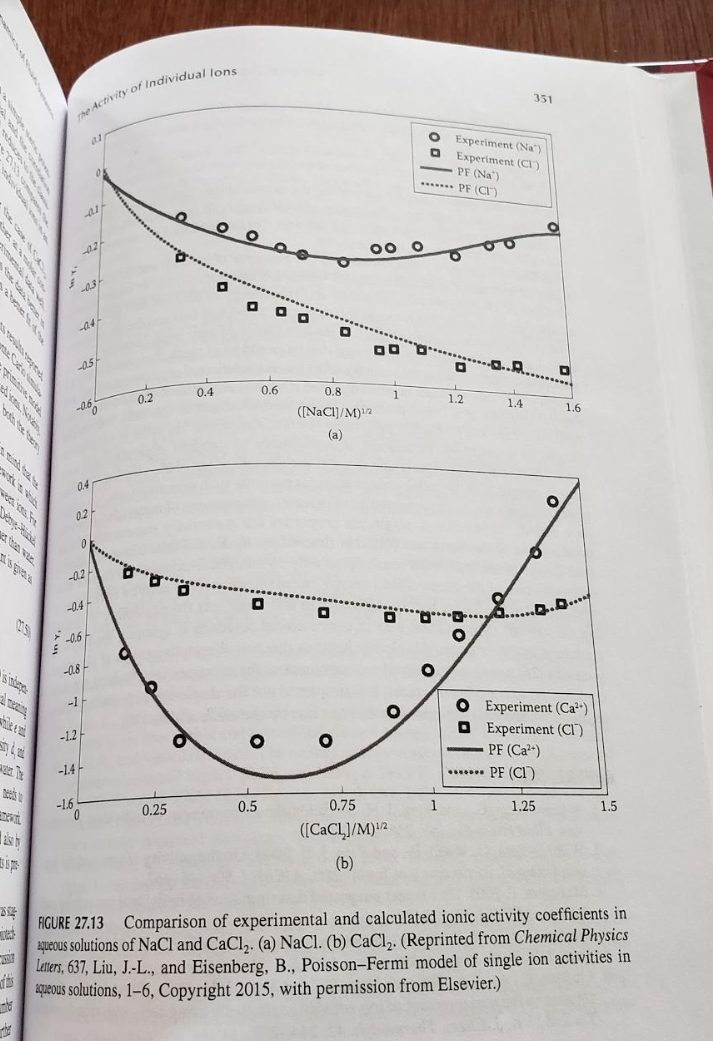 The Activity of Individual Ions
351
0.1
0
-0.1
-0.2
-0.3
-0.4
-0.5
-0.6
ln γi
Experiment (Na⁺)
Experiment (Cl⁻)
PF (Na⁺)
PF (Cl⁻)
0 0.2 0.4 0.6 0.8 1 1.2 1.4 1.6
([NaCl]/M)¹/²
(a)
0.4
0.2
0
-0.2
-0.4
-0.6
-0.8
-1
-1.2
-1.4
-1.6
ln γi
Experiment (Ca²⁺)
Experiment (Cl⁻)
PF (Ca²⁺)
PF (Cl⁻)
0 0.25 0.5 0.75 1 1.25 1.5
([CaCl₂]/M)¹/²
(b)
FIGURE 27.13 Comparison of experimental and calculated ionic activity coefficients in
aqueous solutions of NaCl and CaCl₂. (a) NaCl. (b) CaCl₂. (Reprinted from Chemical Physics
Letters, 637, Liu, J.-L., and Eisenberg, B., Poisson–Fermi model of single ion activities in
aqueous solutions, 1–6, Copyright 2015, with permission from Elsevier.)